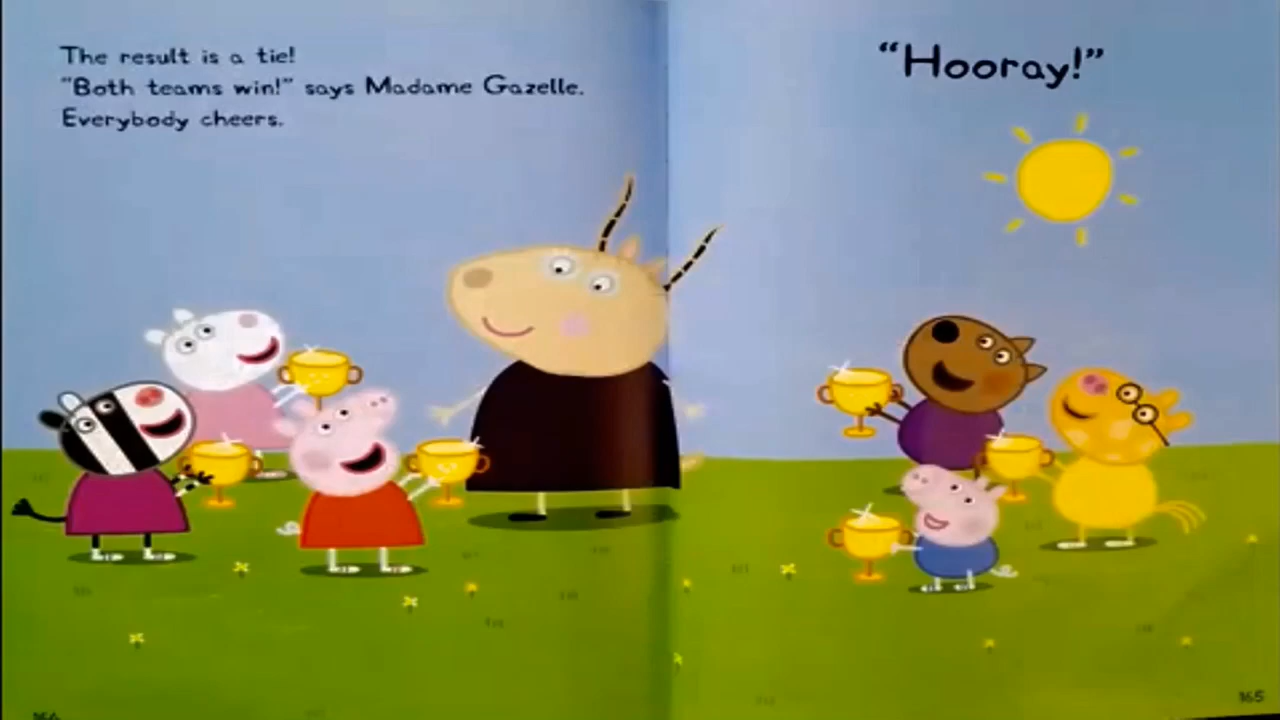 The result is a tie!
"Both teams win!" says Madame Gazelle.
Everybody cheers.
"Hooray!"
165